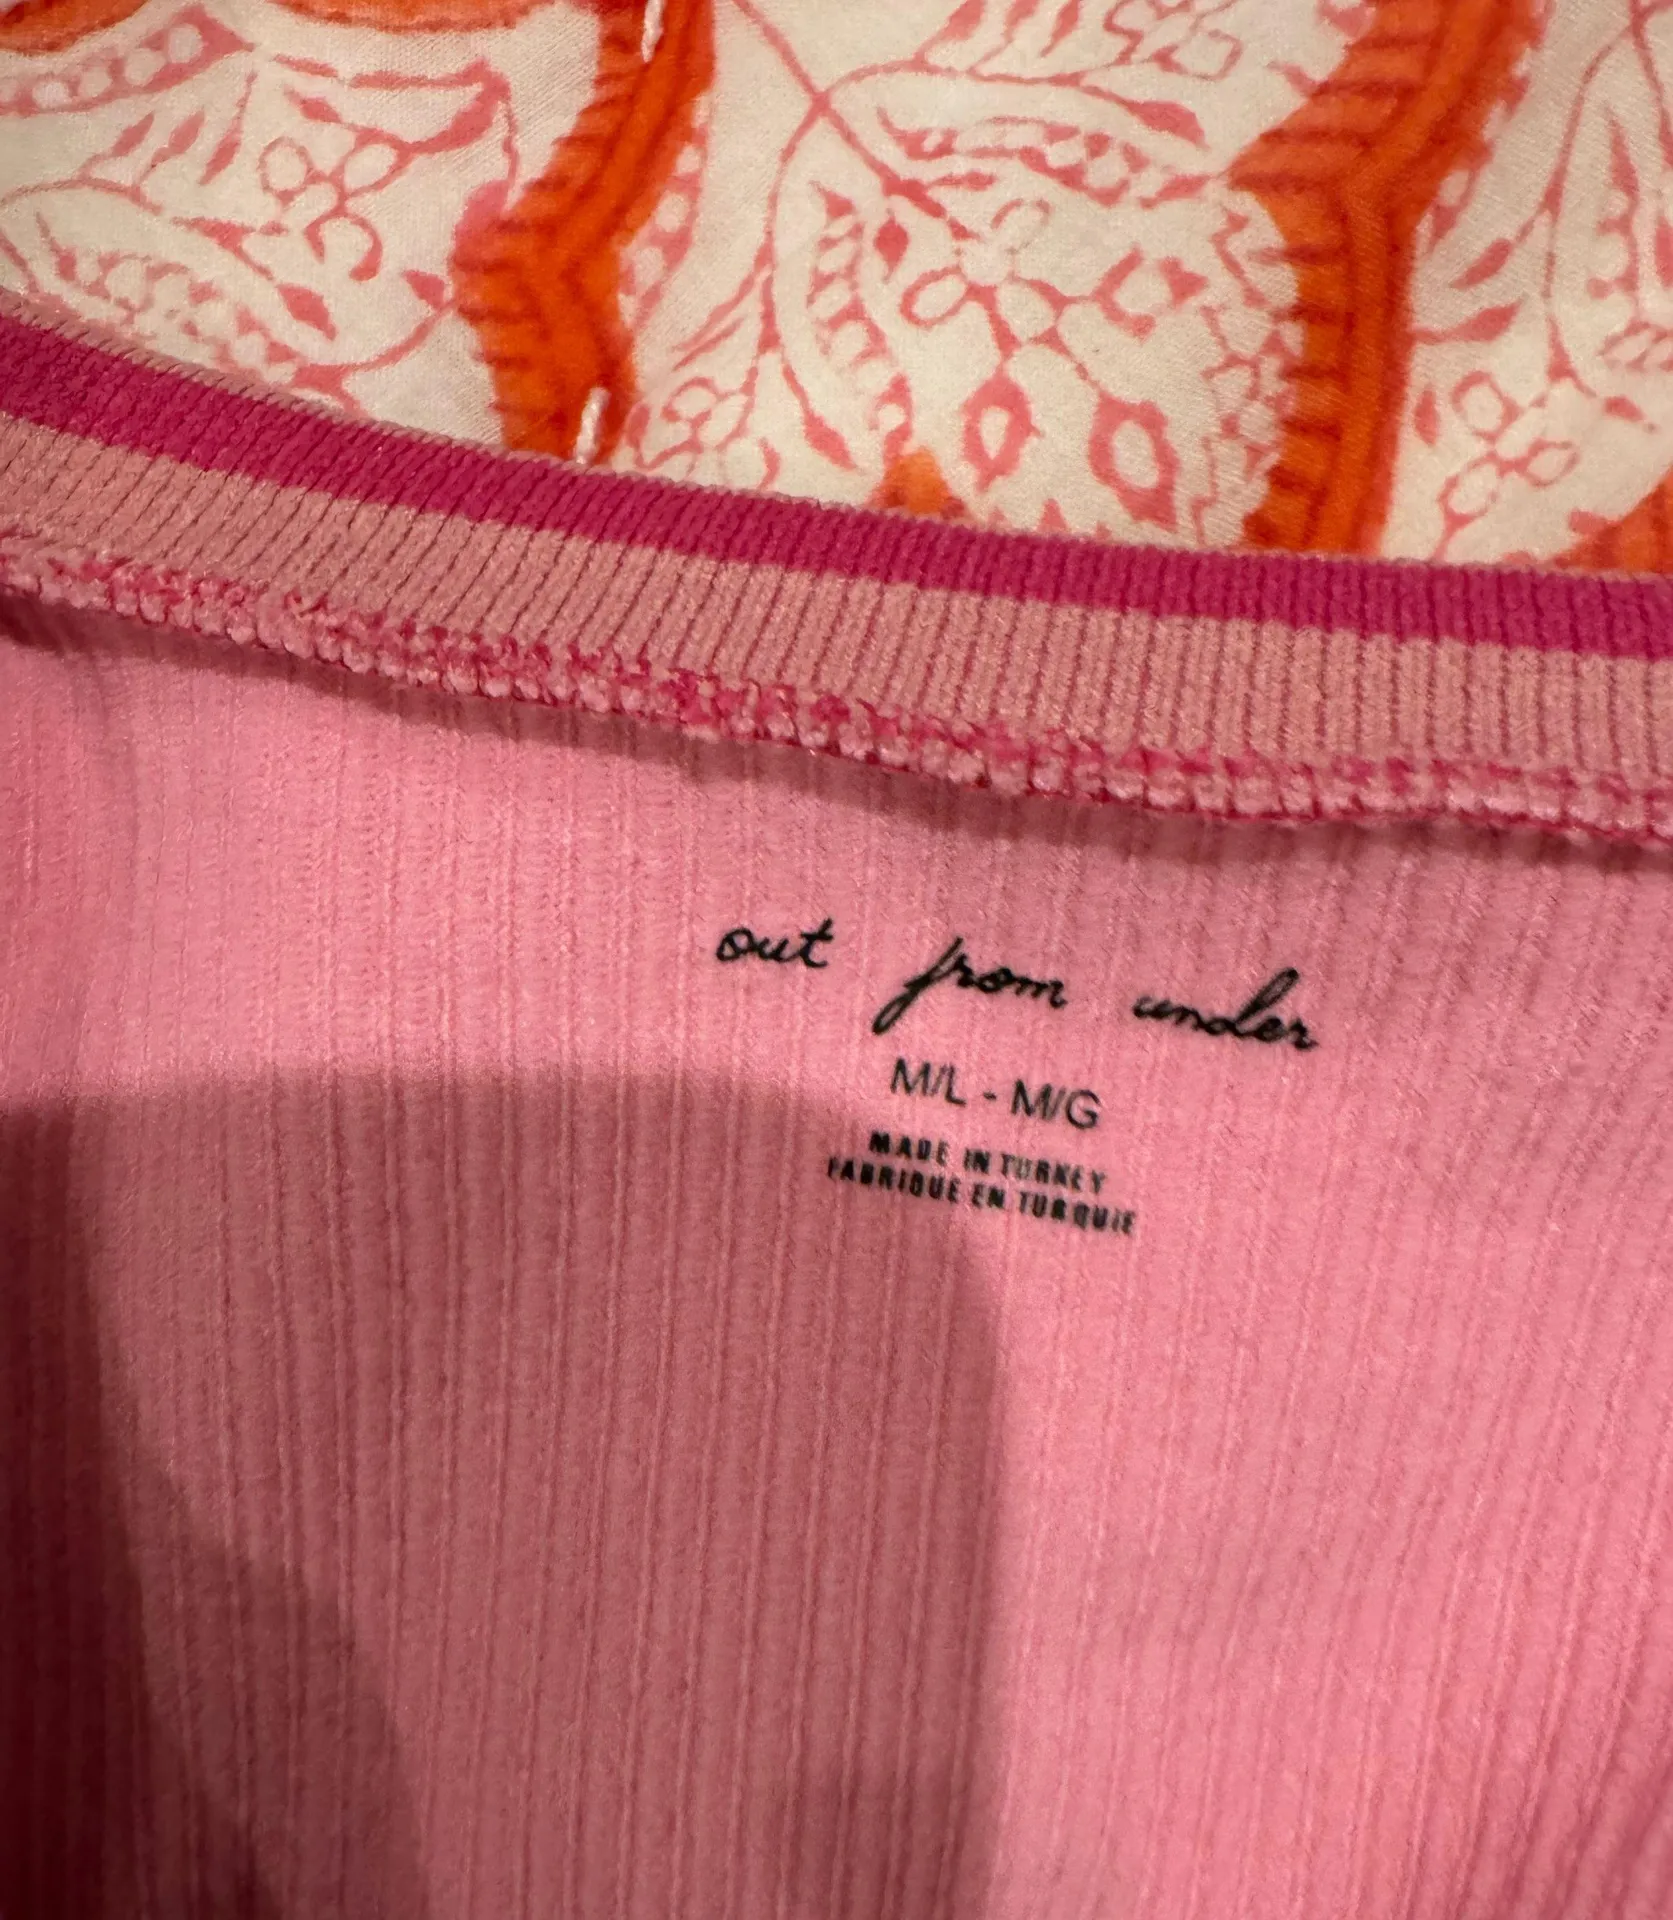 out from under
M/L - M/G
MADE IN TURKEY
FABRIQUE EN TURQUIE